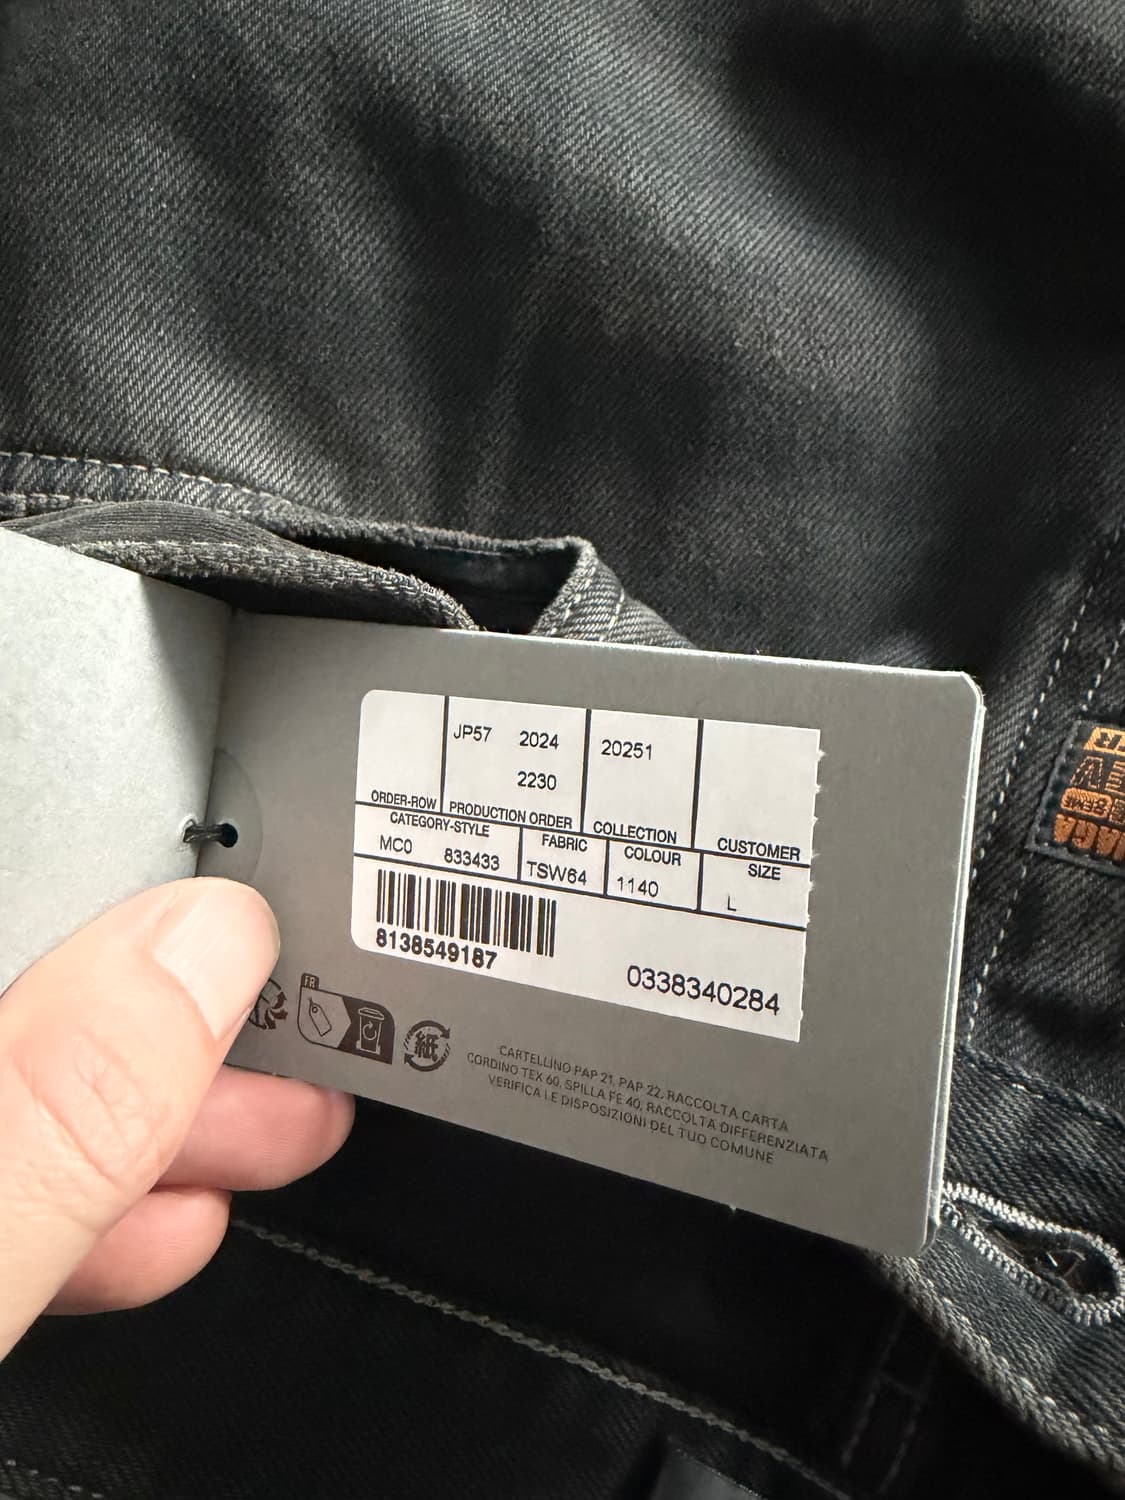 JP57 2024 20251
2230
ORDER-ROW PRODUCTION ORDER COLLECTION CUSTOMER
CATEGORY-STYLE FABRIC COLOUR SIZE
MC0 833433 TSW64 1140 L
8138549187
0338340284
FR
紙
CARTELLINO PAP 21, PAP 22. RACCOLTA CARTA
CORDINO TEX 60, SPILLA FE 40, RACCOLTA DIFFERENZIATA
VERIFICA LE DISPOSIZIONI DEL TUO COMUNE